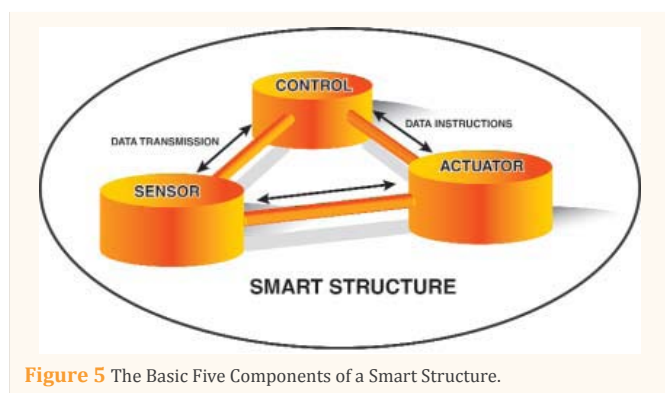 CONTROL
DATA TRANSMISSION
DATA INSTRUCTIONS
SENSOR
ACTUATOR
SMART STRUCTURE
Figure 5 The Basic Five Components of a Smart Structure.